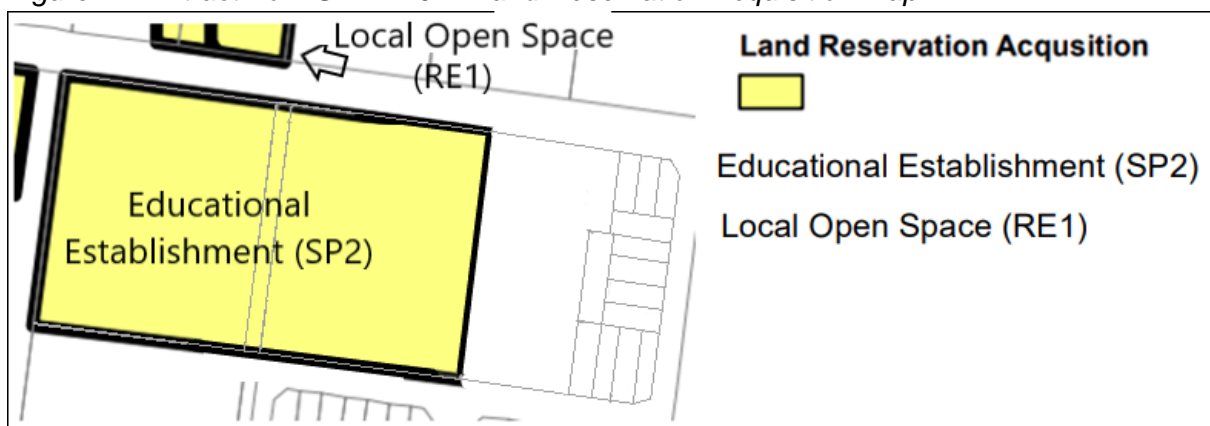 Local Open Space
(RE1)
Educational
Establishment (SP2)
Land Reservation Acqusition
Educational Establishment (SP2)
Local Open Space (RE1)